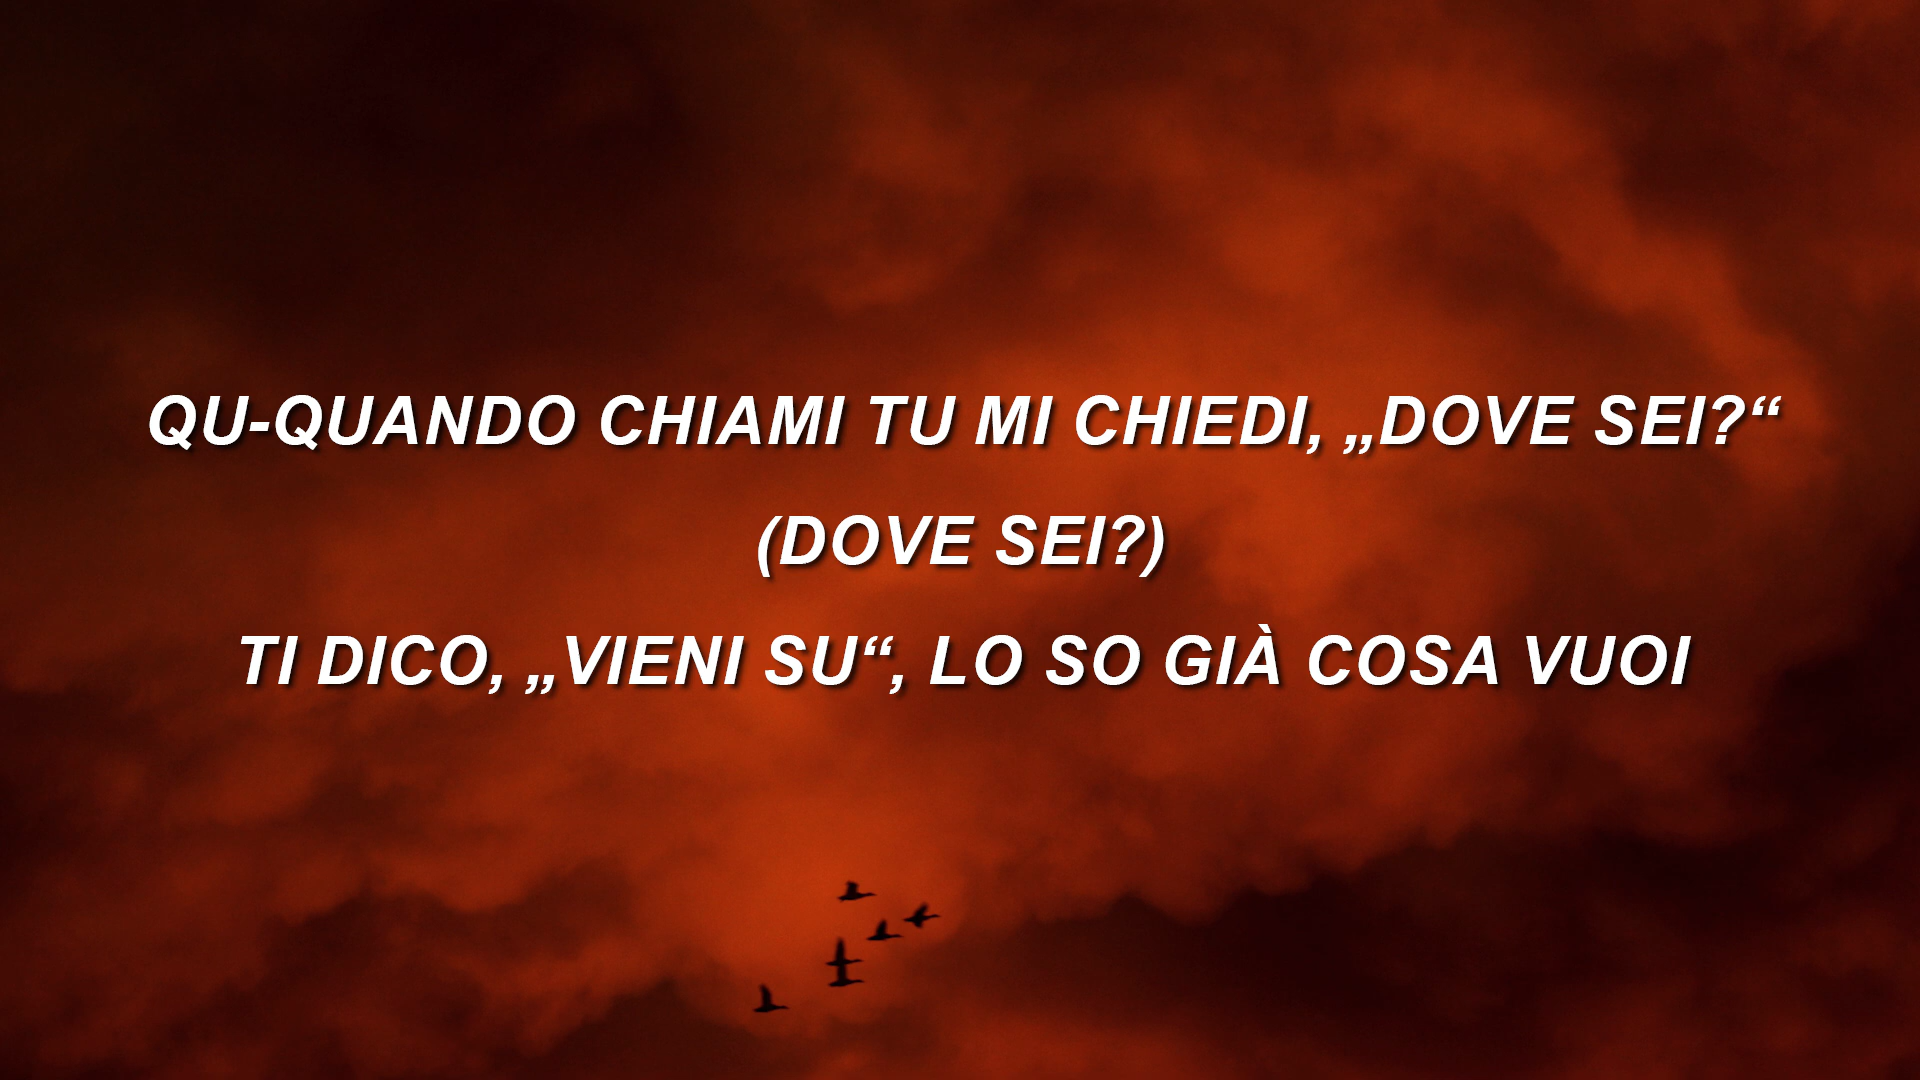 QU-QUANDO CHIAMI TU MI CHIEDI, „DOVE SEI?“
(DOVE SEI?)
TI DICO, „VIENI SU“, LO SO GIÀ COSA VUOI